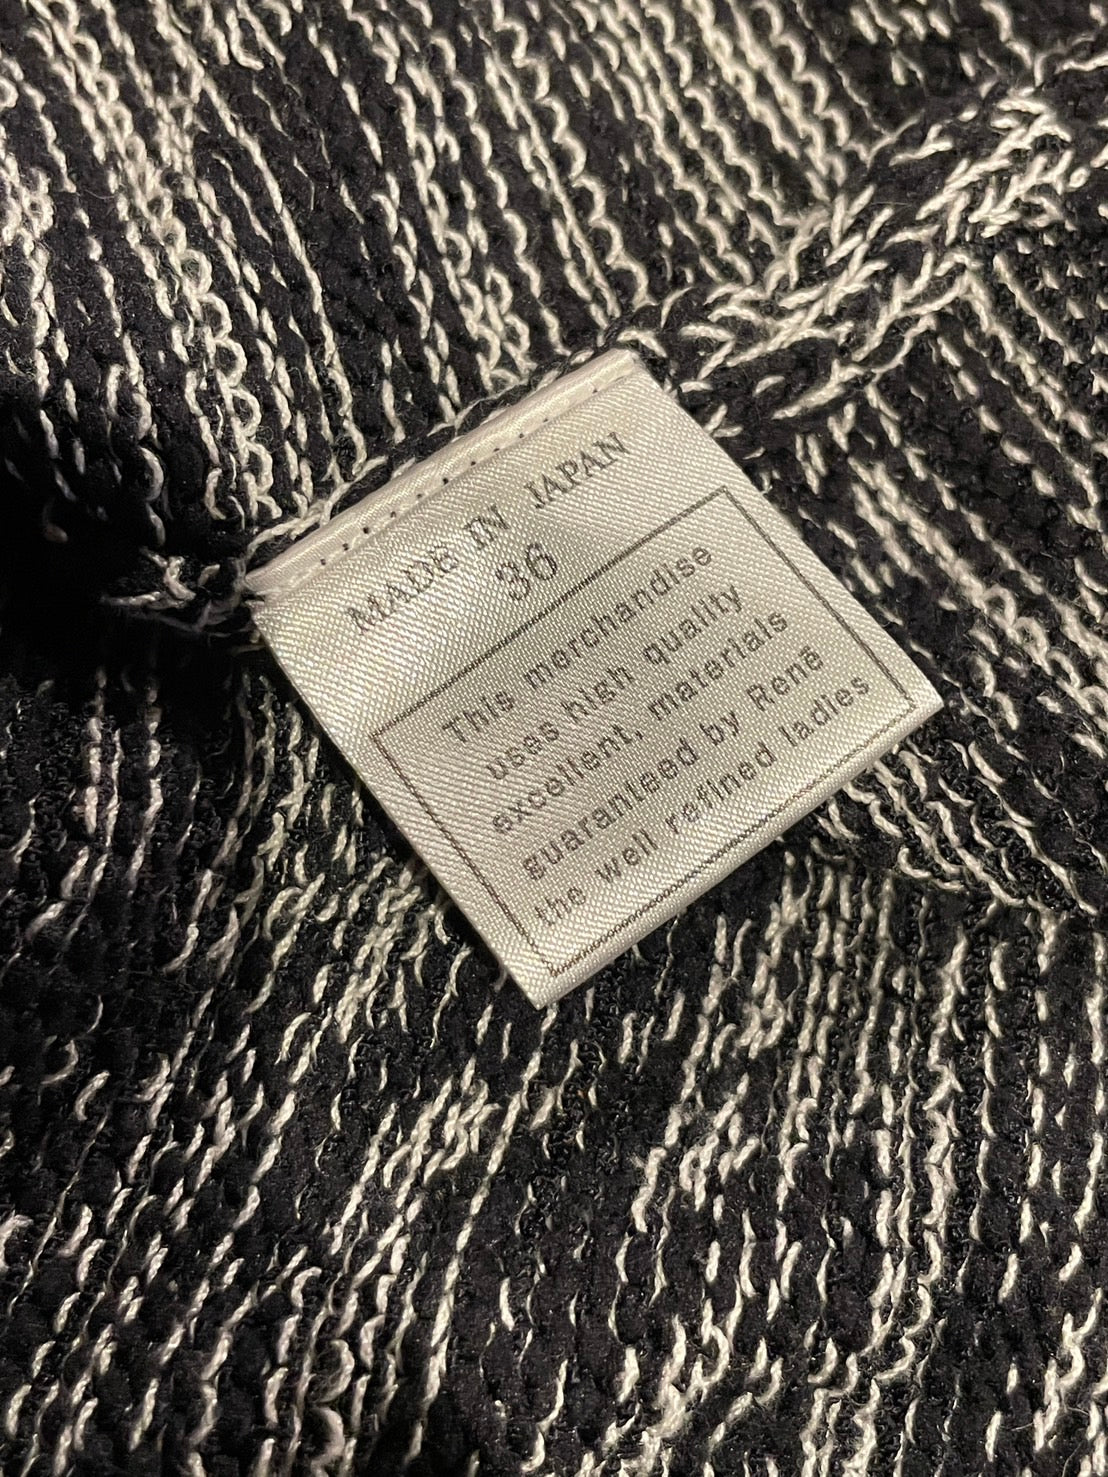 MADE IN JAPAN
36
This merchandise
uses high quality
excellent, materials
guaranteed by René
the well refined ladies